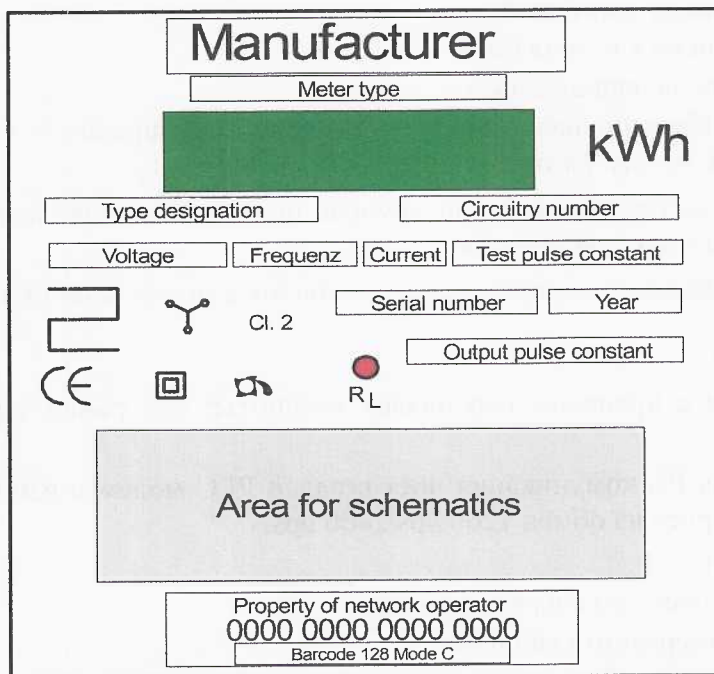 Manufacturer
Meter type
kWh
Type designation Circuitry number
Voltage Frequenz Current Test pulse constant
Cl. 2 Serial number Year
Output pulse constant
CE RL
Area for schematics
Property of network operator
0000 0000 0000 0000
Barcode 128 Mode C